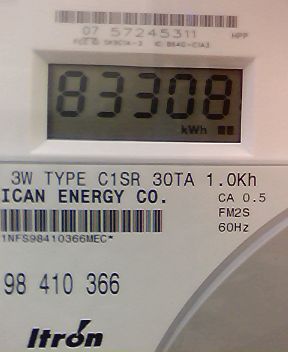 07 57245311 HPP
83308
kWh
3W TYPE C1SR 30TA 1.0Kh
ICAN ENERGY CO. CA 0.5
FM2S
60Hz
1NFS98410366MEC*
98 410 366
Itron